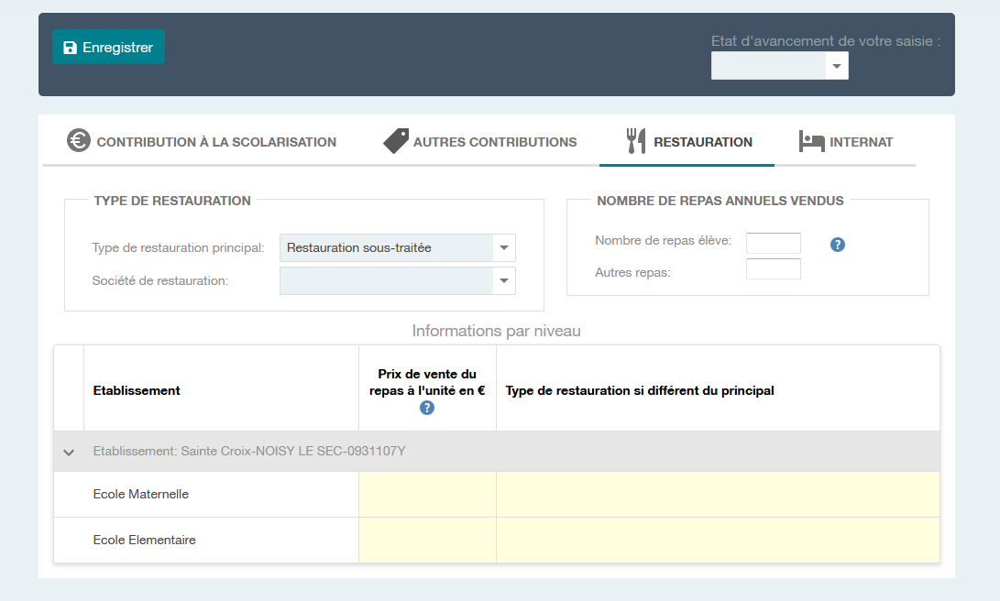 Enregistrer
Etat d'avancement de votre saisie :
CONTRIBUTION À LA SCOLARISATION
AUTRES CONTRIBUTIONS
RESTAURATION
INTERNAT
TYPE DE RESTAURATION
Type de restauration principal:
Restauration sous-traitée
Société de restauration:
NOMBRE DE REPAS ANNUELS VENDUS
Nombre de repas élève:
?
Autres repas:
Informations par niveau
Etablissement
Prix de vente du
repas à l'unité en €
?
Type de restauration si différent du principal
Etablissement: Sainte Croix-NOISY LE SEC-0931107Y
Ecole Maternelle
Ecole Elementaire